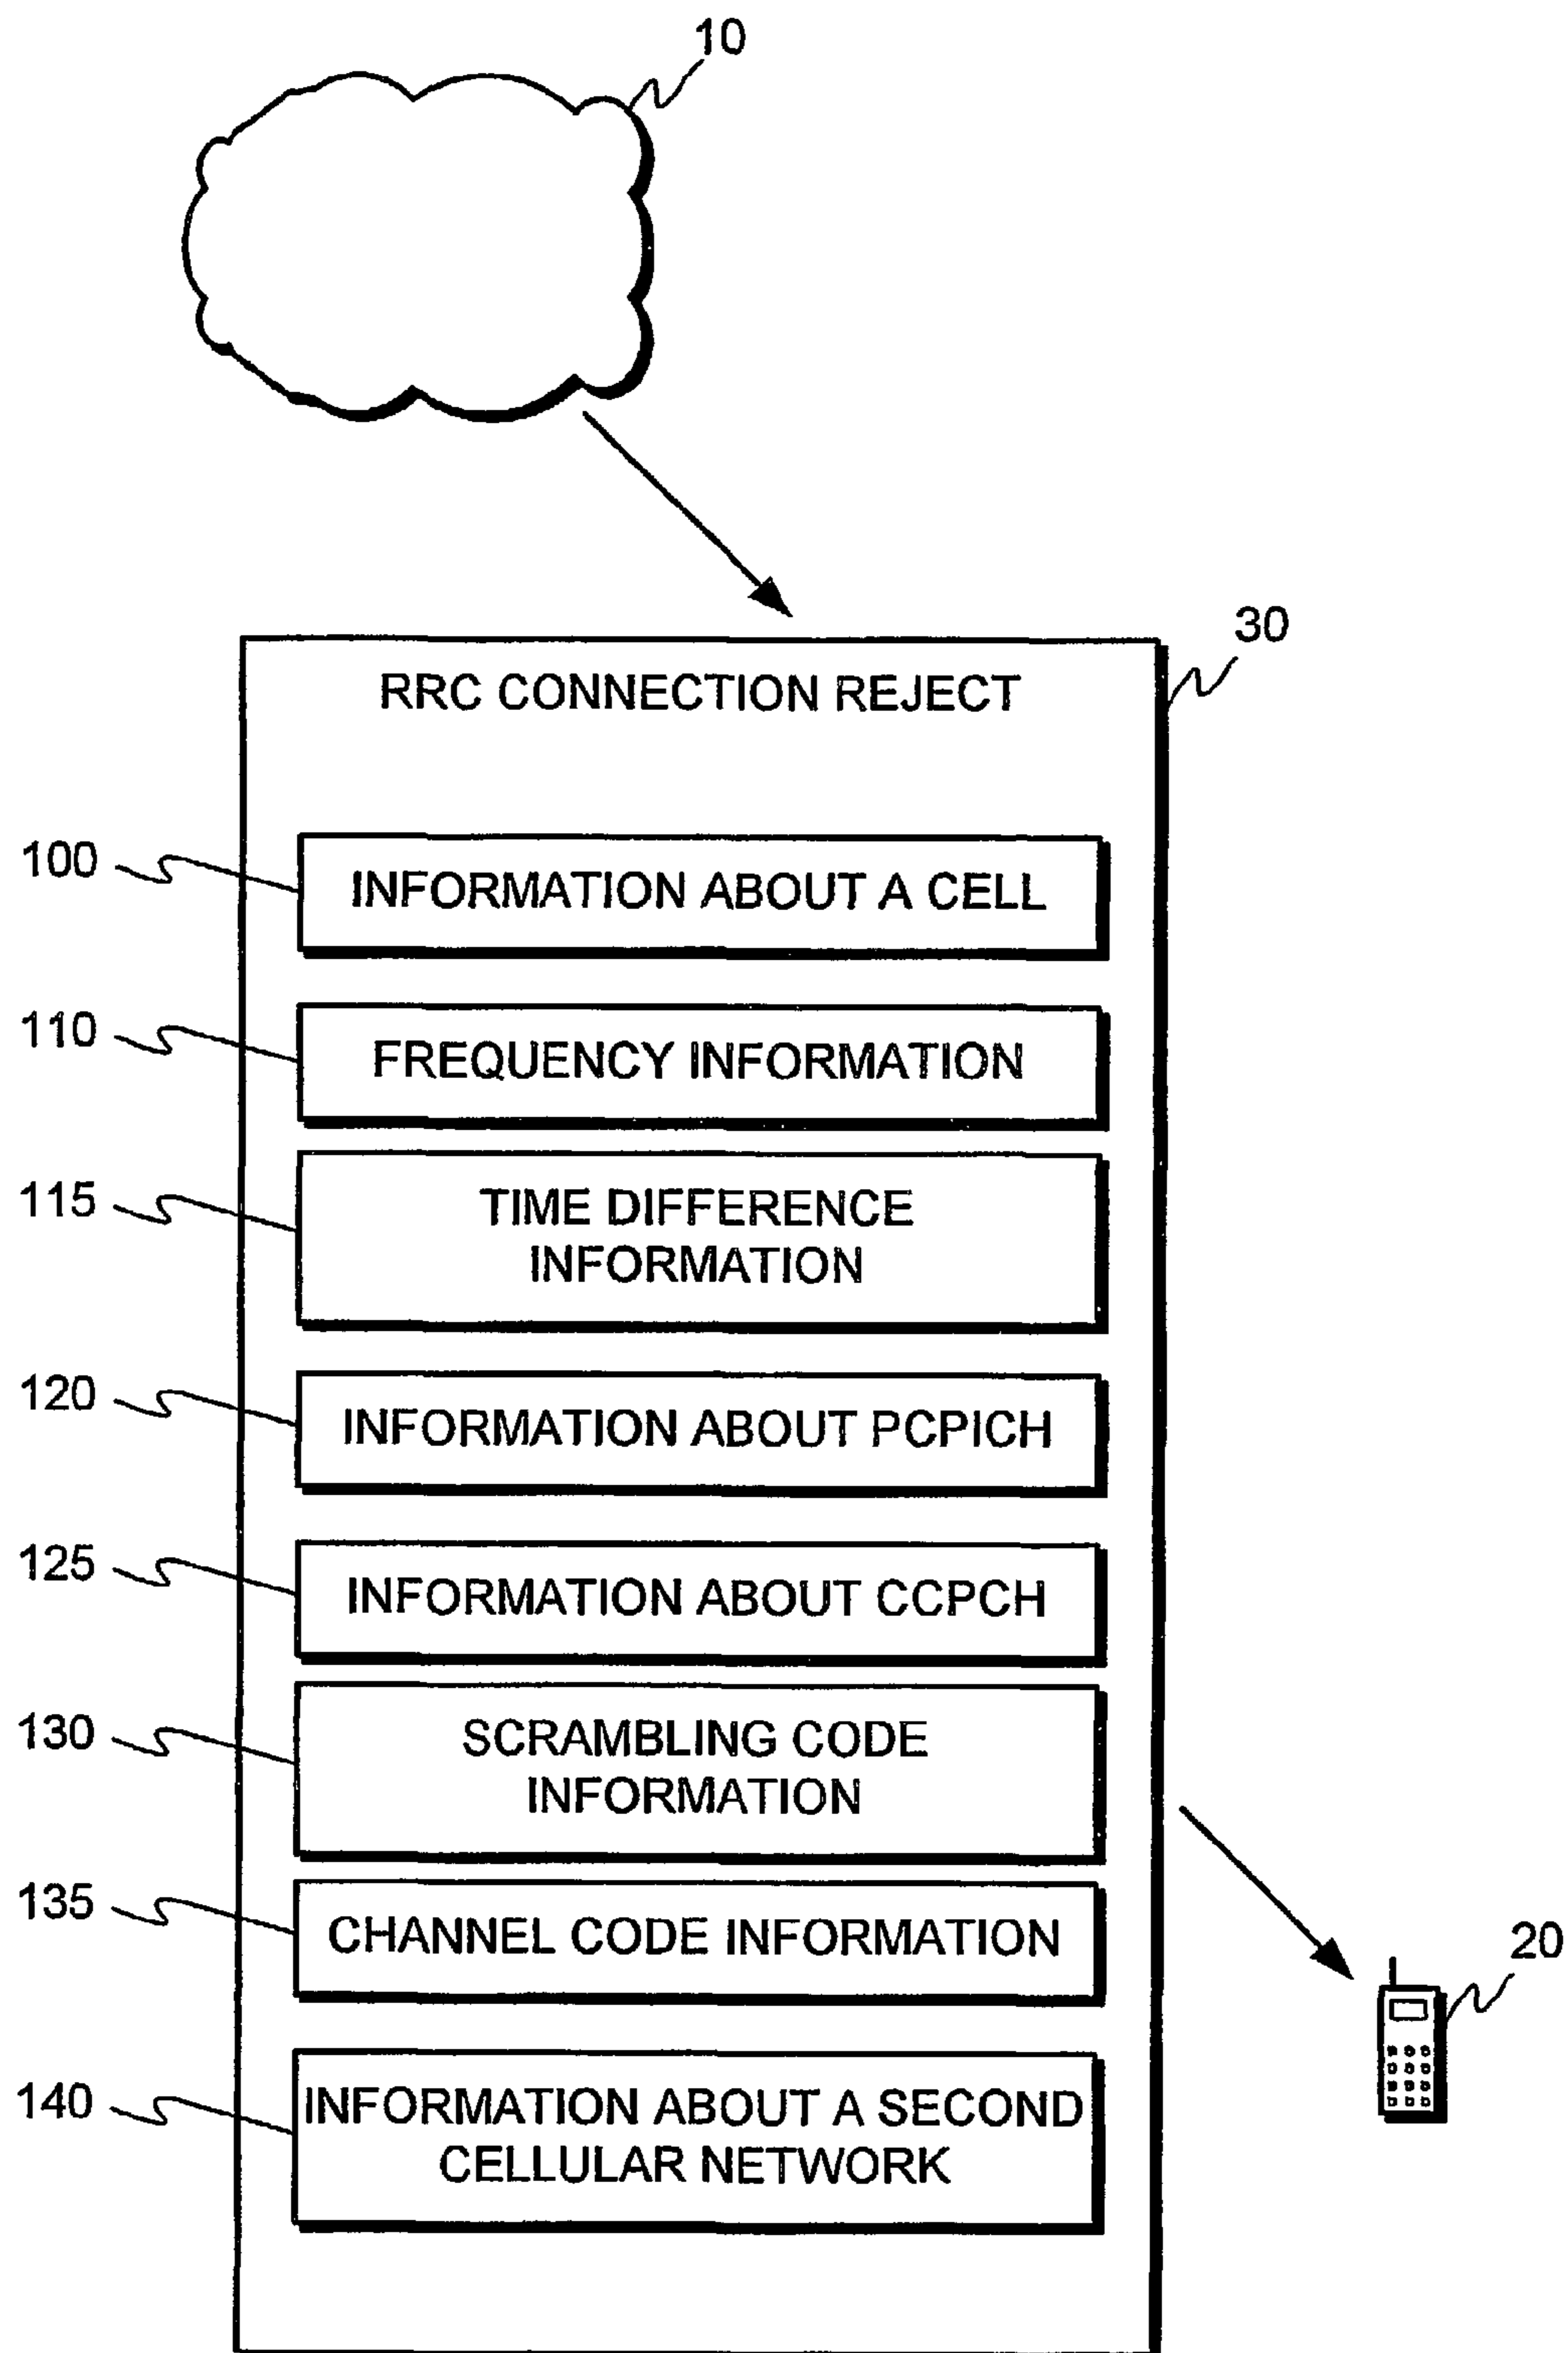 10
30
RRC CONNECTION REJECT
100
INFORMATION ABOUT A CELL
110
FREQUENCY INFORMATION
115
TIME DIFFERENCE
INFORMATION
120
INFORMATION ABOUT PCPICH
125
INFORMATION ABOUT CCPCH
130
SCRAMBLING CODE
INFORMATION
135
CHANNEL CODE INFORMATION
20
140
INFORMATION ABOUT A SECOND
CELLULAR NETWORK